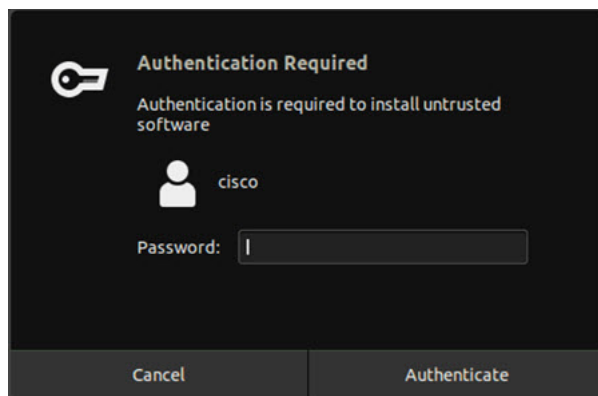 Authentication Required
Authentication is required to install untrusted
software
cisco
Password:
Cancel
Authenticate